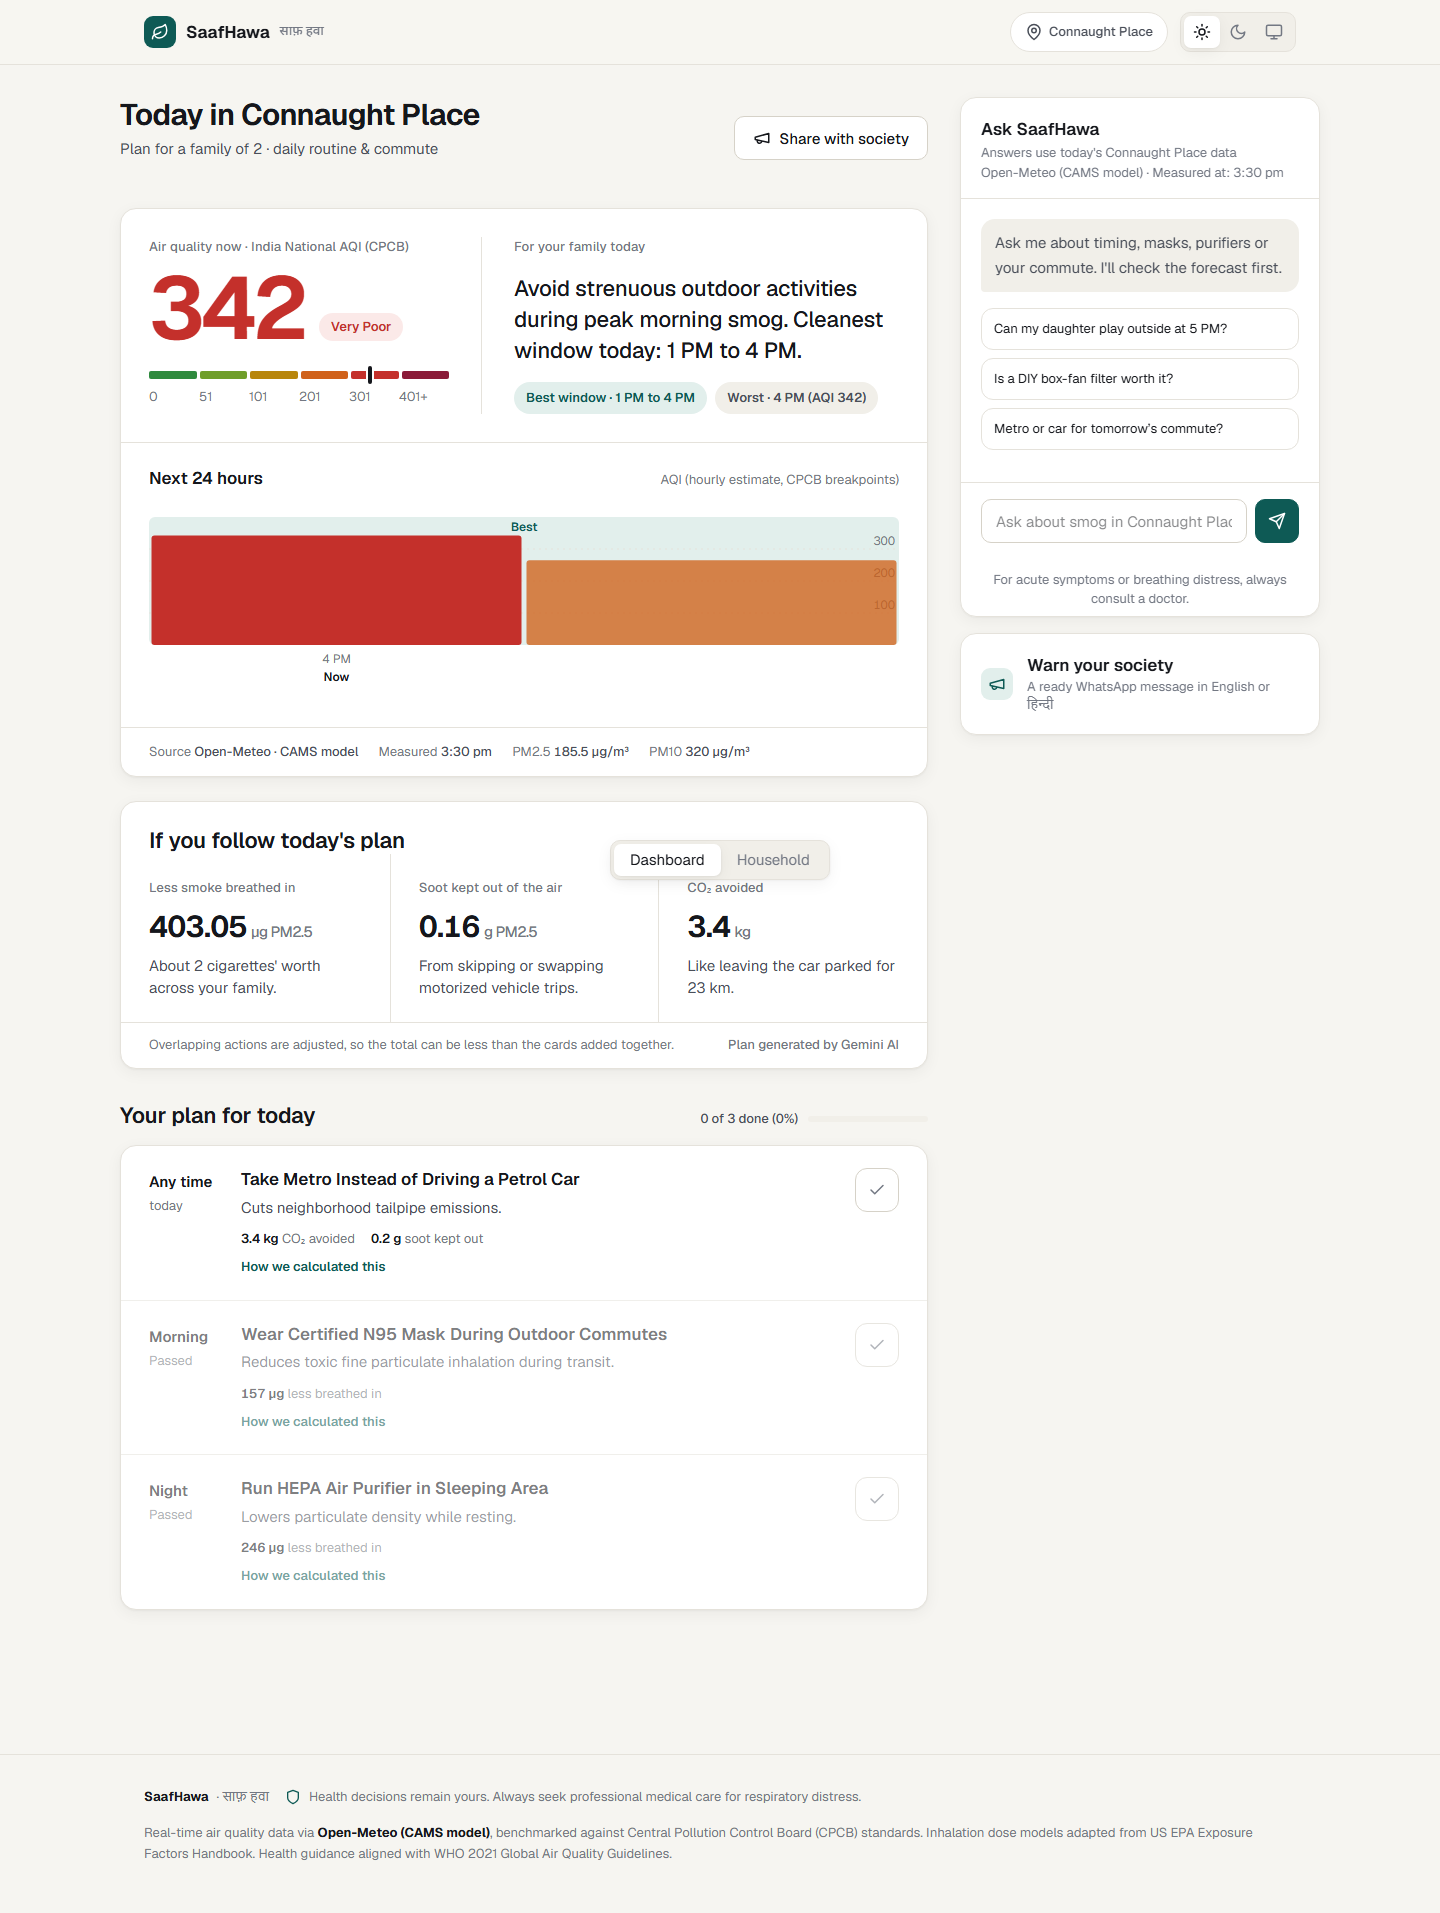 SaafHawa साफ़ हवा
Connaught Place
Today in Connaught Place
Plan for a family of 2 · daily routine & commute
Share with society
Air quality now · India National AQI (CPCB)
342
Very Poor
0 51 101 201 301 401+
For your family today
Avoid strenuous outdoor activities
during peak morning smog. Cleanest
window today: 1 PM to 4 PM.
Best window · 1 PM to 4 PM
Worst · 4 PM (AQI 342)
Next 24 hours
AQI (hourly estimate, CPCB breakpoints)
Best
300
200
100
4 PM
Now
Source Open-Meteo · CAMS model Measured 3:30 pm PM2.5 185.5 µg/m³ PM10 320 µg/m³
If you follow today's plan
Dashboard Household
Less smoke breathed in
403.05 µg PM2.5
About 2 cigarettes' worth
across your family.
Soot kept out of the air
0.16 g PM2.5
From skipping or swapping
motorized vehicle trips.
CO₂ avoided
3.4 kg
Like leaving the car parked for
23 km.
Overlapping actions are adjusted, so the total can be less than the cards added together.
Plan generated by Gemini AI
Your plan for today
0 of 3 done (0%)
Any time
today
Take Metro Instead of Driving a Petrol Car
Cuts neighborhood tailpipe emissions.
3.4 kg CO₂ avoided 0.2 g soot kept out
How we calculated this
Morning
Passed
Wear Certified N95 Mask During Outdoor Commutes
Reduces toxic fine particulate inhalation during transit.
157 µg less breathed in
How we calculated this
Night
Passed
Run HEPA Air Purifier in Sleeping Area
Lowers particulate density while resting.
246 µg less breathed in
How we calculated this
Ask SaafHawa
Answers use today's Connaught Place data
Open-Meteo (CAMS model) · Measured at: 3:30 pm
Ask me about timing, masks, purifiers or
your commute. I'll check the forecast first.
Can my daughter play outside at 5 PM?
Is a DIY box-fan filter worth it?
Metro or car for tomorrow's commute?
Ask about smog in Connaught Plac
For acute symptoms or breathing distress, always
consult a doctor.
Warn your society
A ready WhatsApp message in English or
हिन्दी
SaafHawa · साफ़ हवा Health decisions remain yours. Always seek professional medical care for respiratory distress.
Real-time air quality data via Open-Meteo (CAMS model), benchmarked against Central Pollution Control Board (CPCB) standards. Inhalation dose models adapted from US EPA Exposure
Factors Handbook. Health guidance aligned with WHO 2021 Global Air Quality Guidelines.